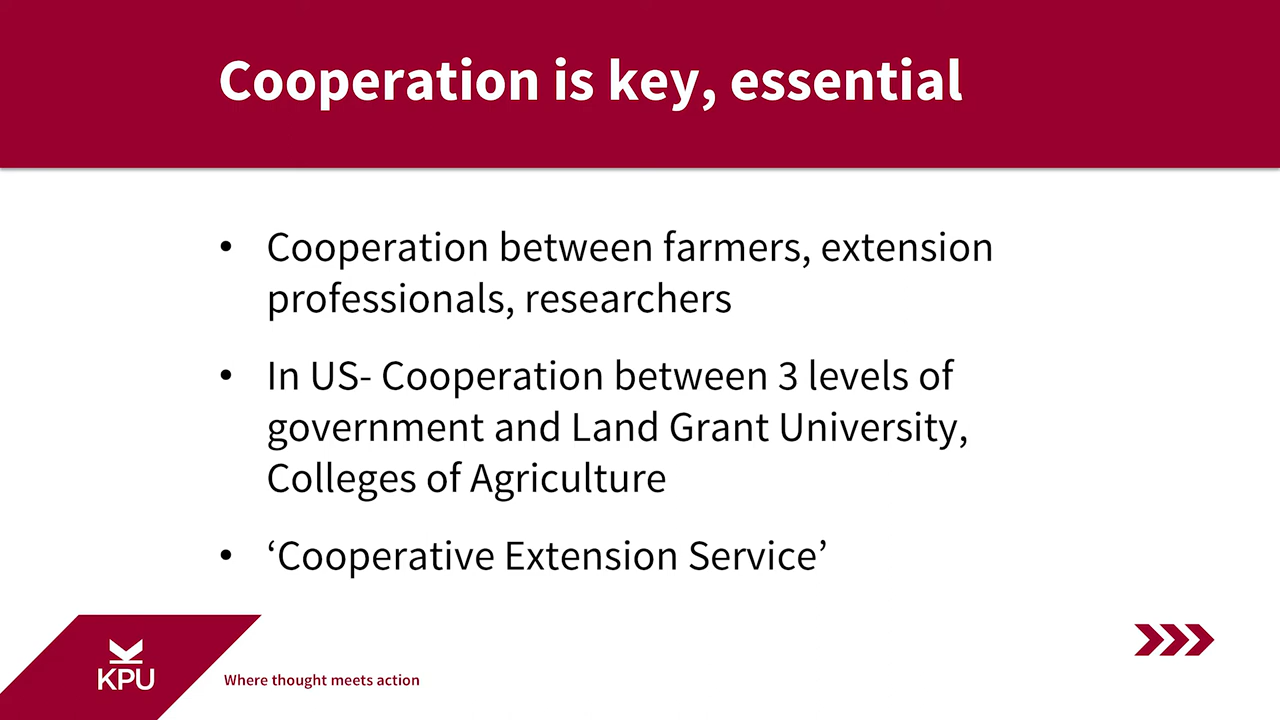 Cooperation is key, essential
• Cooperation between farmers, extension
professionals, researchers
• In US- Cooperation between 3 levels of
government and Land Grant University,
Colleges of Agriculture
• ‘Cooperative Extension Service’
KPU
Where thought meets action